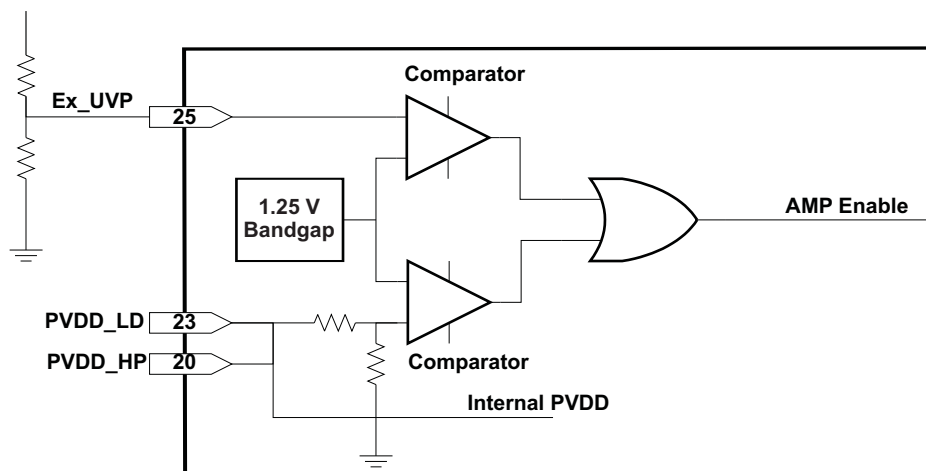 Comparator
Ex_UVP
25
1.25 V
Bandgap
AMP Enable
PVDD_LD
23
PVDD_HP
20
Comparator
Internal PVDD